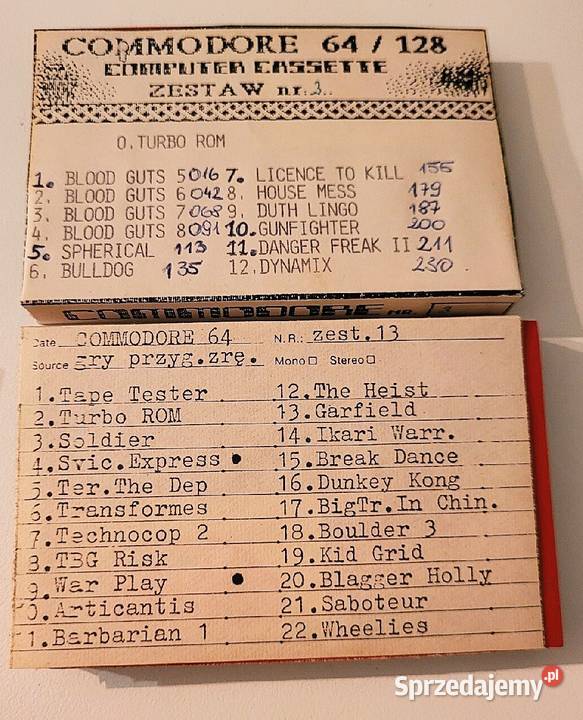 COMMODORE 64 / 128
COMPUTER CASSETTE
ZESTAW nr. 3
0.TURBO ROM
1. BLOOD GUTS 5 016 7. LICENCE TO KILL 155
2. BLOOD GUTS 6 042 8. HOUSE MESS 179
3. BLOOD GUTS 7 068 9. DUTH LINGO 187
4. BLOOD GUTS 8 091 10. GUNFIGHTER 200
5. SPHERICAL 113 11. DANGER FREAK II 211
6. BULLDOG 135 12. DYNAMIX 230
COMMODORE NR. 3
Date COMMODORE 64 N.R.: zest.13
Source gry przyg.zrę. Mono Stereo
1.Tape Tester 12.The Heist
2.Turbo ROM 13.Garfield
3.Soldier 14.Ikari Warr.
4.Svic.Express 15.Break Dance
5.Ter.The Dep 16.Dunkey Kong
6.Transformes 17.BigTr.In Chin.
7.Technocop 2 18.Boulder 3
8.TBG Risk 19.Kid Grid
9.War Play 20.Blagger Holly
0.Articantis 21.Saboteur
1.Barbarian 1 22.Wheelies
Sprzedajemy.pl